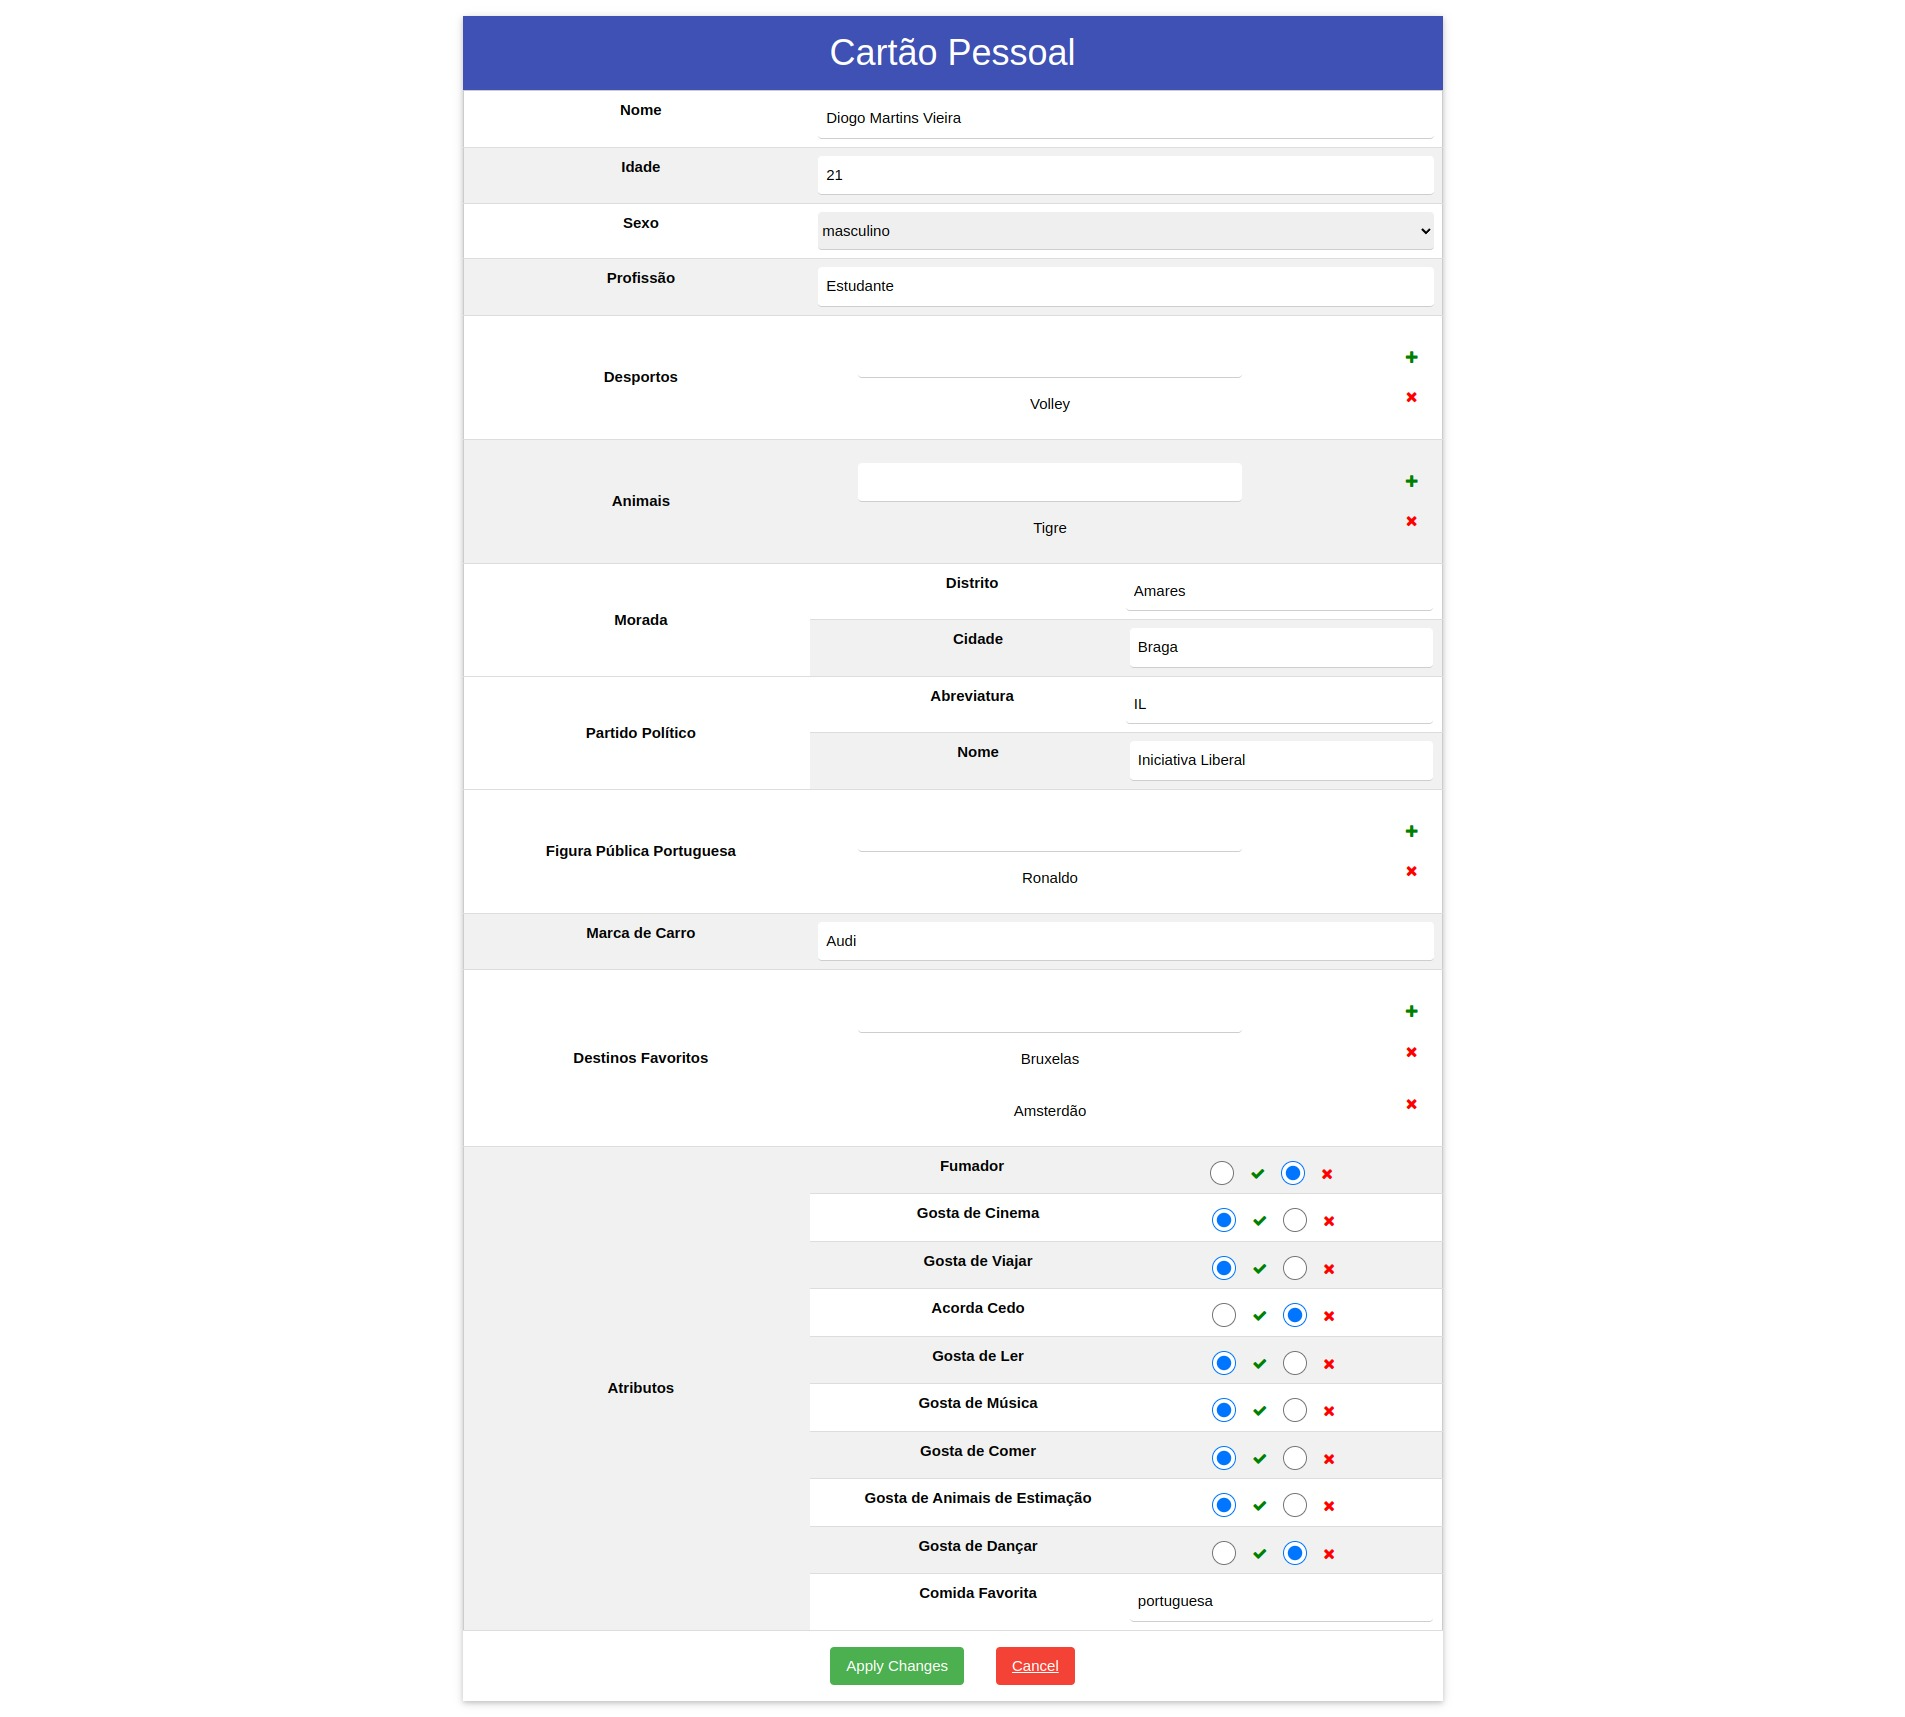 Cartão Pessoal
Nome
Diogo Martins Vieira
Idade
21
Sexo
masculino
Profissão
Estudante
Desportos
Volley
Animais
Tigre
Morada
Distrito
Amares
Cidade
Braga
Partido Político
Abreviatura
IL
Nome
Iniciativa Liberal
Figura Pública Portuguesa
Ronaldo
Marca de Carro
Audi
Destinos Favoritos
Bruxelas
Amsterdão
Atributos
Fumador
Gosta de Cinema
Gosta de Viajar
Acorda Cedo
Gosta de Ler
Gosta de Música
Gosta de Comer
Gosta de Animais de Estimação
Gosta de Dançar
Comida Favorita
portuguesa
Apply Changes
Cancel